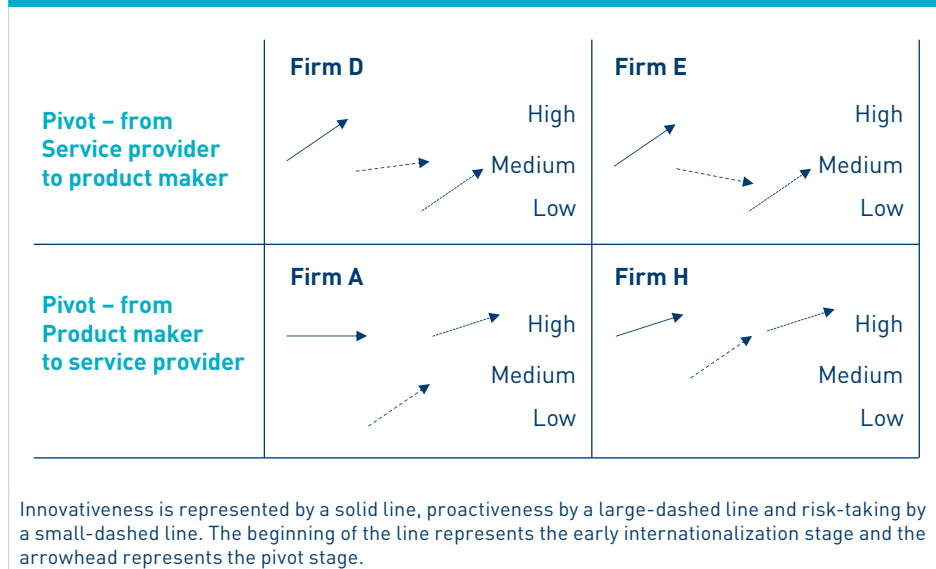 Firm D
Firm E
Pivot – from
Service provider
to product maker
High
Medium
Low
High
Medium
Low
Firm A
Firm H
Pivot – from
Product maker
to service provider
High
Medium
Low
High
Medium
Low
Innovativeness is represented by a solid line, proactiveness by a large-dashed line and risk-taking by
a small-dashed line. The beginning of the line represents the early internationalization stage and the
arrowhead represents the pivot stage.